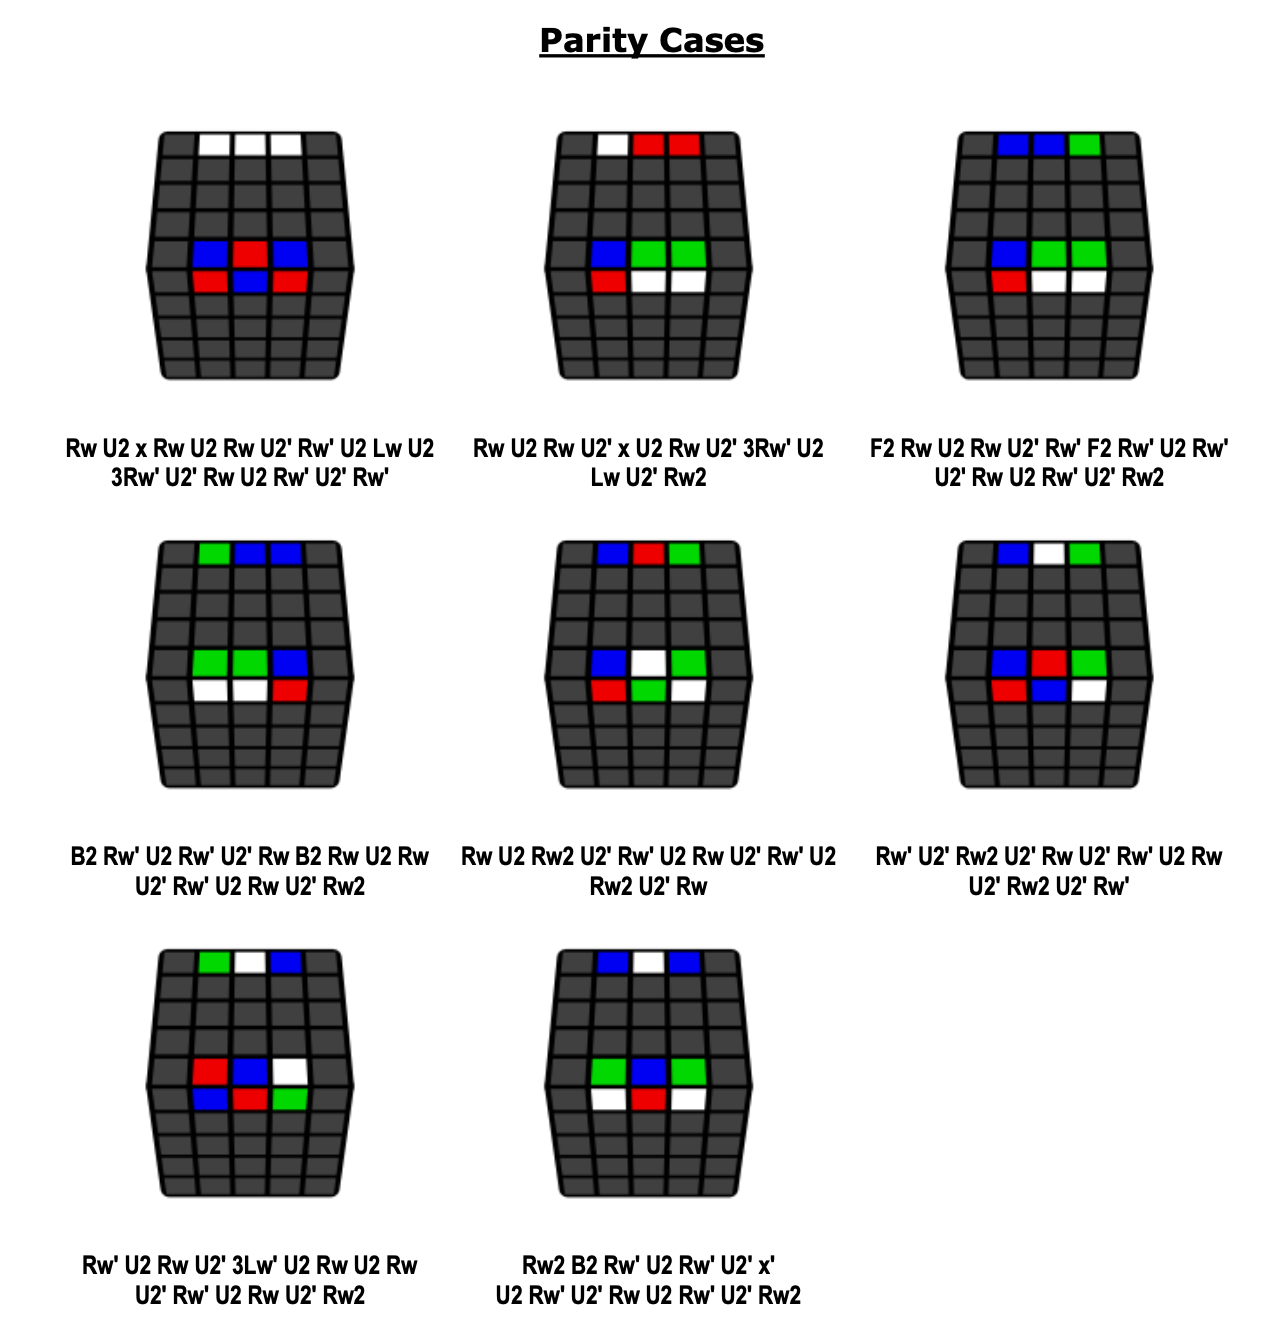 Parity Cases
Rw U2 x Rw U2 Rw U2' Rw' U2 Lw U2
3Rw' U2' Rw U2 Rw' U2' Rw'
Rw U2 Rw U2' x U2 Rw U2' 3Rw' U2
Lw U2' Rw2
F2 Rw U2 Rw U2' Rw' F2 Rw' U2 Rw'
U2' Rw U2 Rw' U2' Rw2
B2 Rw' U2 Rw' U2' Rw B2 Rw U2 Rw
U2' Rw' U2 Rw U2' Rw2
Rw U2 Rw2 U2' Rw' U2 Rw U2' Rw' U2
Rw2 U2' Rw
Rw' U2' Rw2 U2' Rw U2' Rw' U2 Rw
U2' Rw2 U2' Rw'
Rw' U2 Rw U2' 3Lw' U2 Rw U2 Rw
U2' Rw' U2 Rw U2' Rw2
Rw2 B2 Rw' U2 Rw' U2' x'
U2 Rw' U2' Rw U2 Rw' U2' Rw2